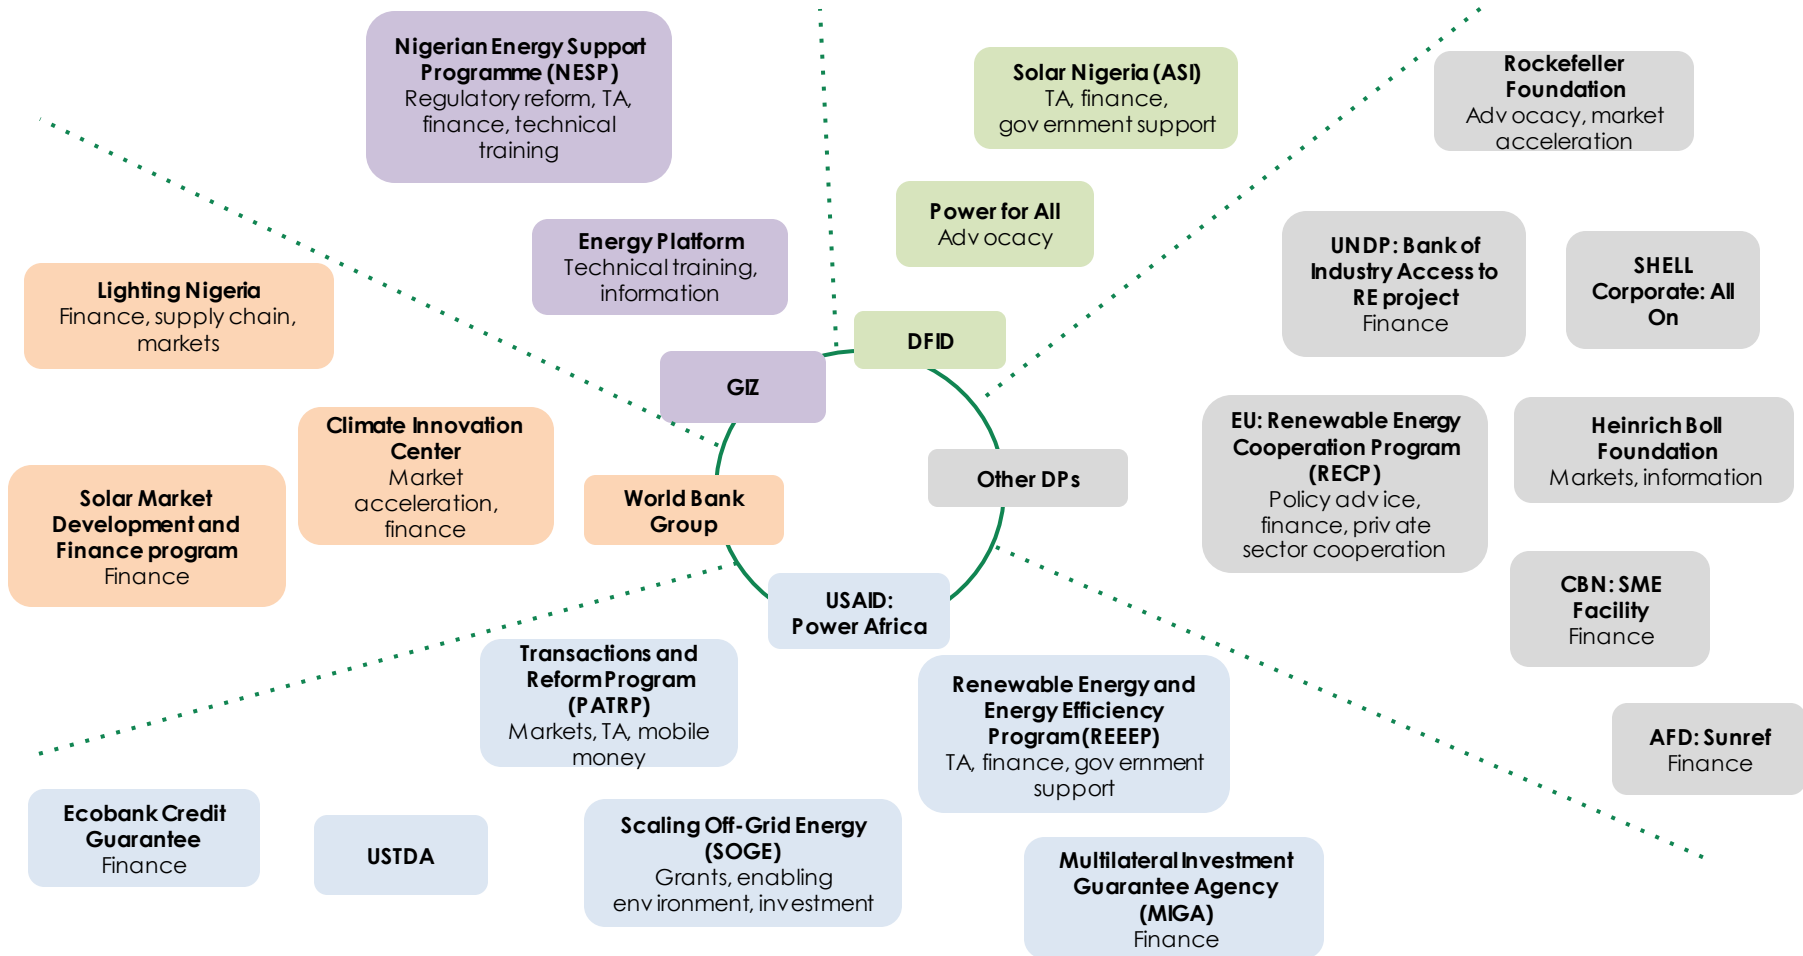 Nigerian Energy Support
Programme (NESP)
Regulatory reform, TA,
finance, technical
training
Solar Nigeria (ASI)
TA, finance,
government support
Rockefeller
Foundation
Advocacy, market
acceleration
Energy Platform
Technical training,
information
Power for All
Advocacy
UNDP: Bank of
Industry Access to
RE project
Finance
SHELL
Corporate: All
On
Lighting Nigeria
Finance, supply chain,
markets
GIZ
DFID
Climate Innovation
Center
Market
acceleration,
finance
EU: Renewable Energy
Cooperation Program
(RECP)
Policy advice,
finance, private
sector cooperation
Heinrich Boll
Foundation
Markets, information
Solar Market
Development and
Finance program
Finance
World Bank
Group
Other DPs
CBN: SME
Facility
Finance
USAID:
Power Africa
Transactions and
Reform Program
(PATRP)
Markets, TA, mobile
money
Renewable Energy and
Energy Efficiency
Program (REEEP)
TA, finance, government
support
AFD: Sunref
Finance
Ecobank Credit
Guarantee
Finance
USTDA
Scaling Off-Grid Energy
(SOGE)
Grants, enabling
environment, investment
Multilateral Investment
Guarantee Agency
(MIGA)
Finance